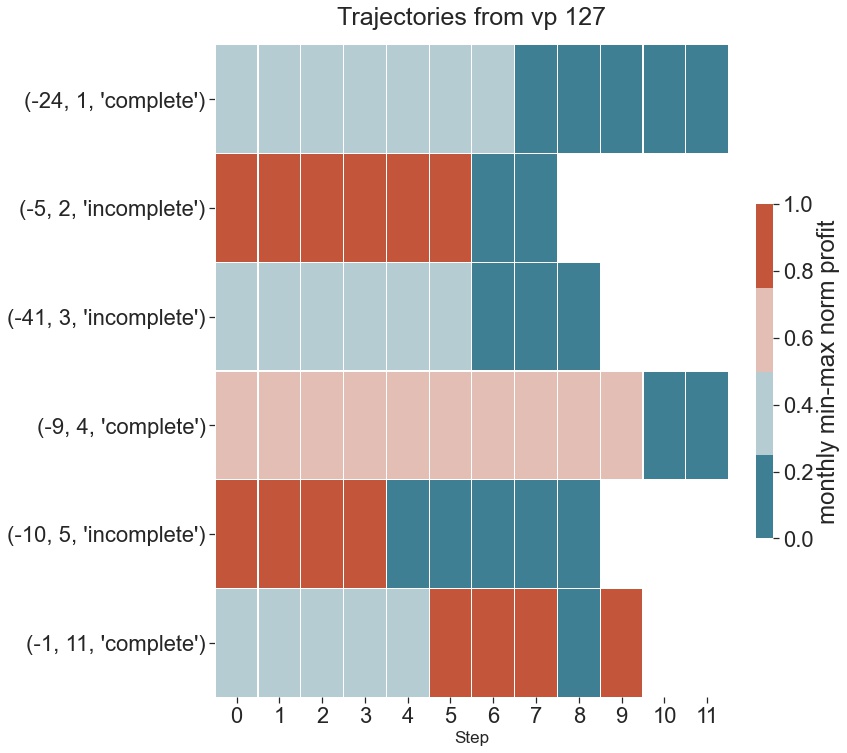 Trajectories from vp 127
(-24, 1, 'complete')
(-5, 2, 'incomplete')
(-41, 3, 'incomplete')
(-9, 4, 'complete')
(-10, 5, 'incomplete')
(-1, 11, 'complete')
0 1 2 3 4 5 6 7 8 9 10 11
Step
1.0
0.8
0.6
0.4
0.2
0.0
monthly min-max norm profit